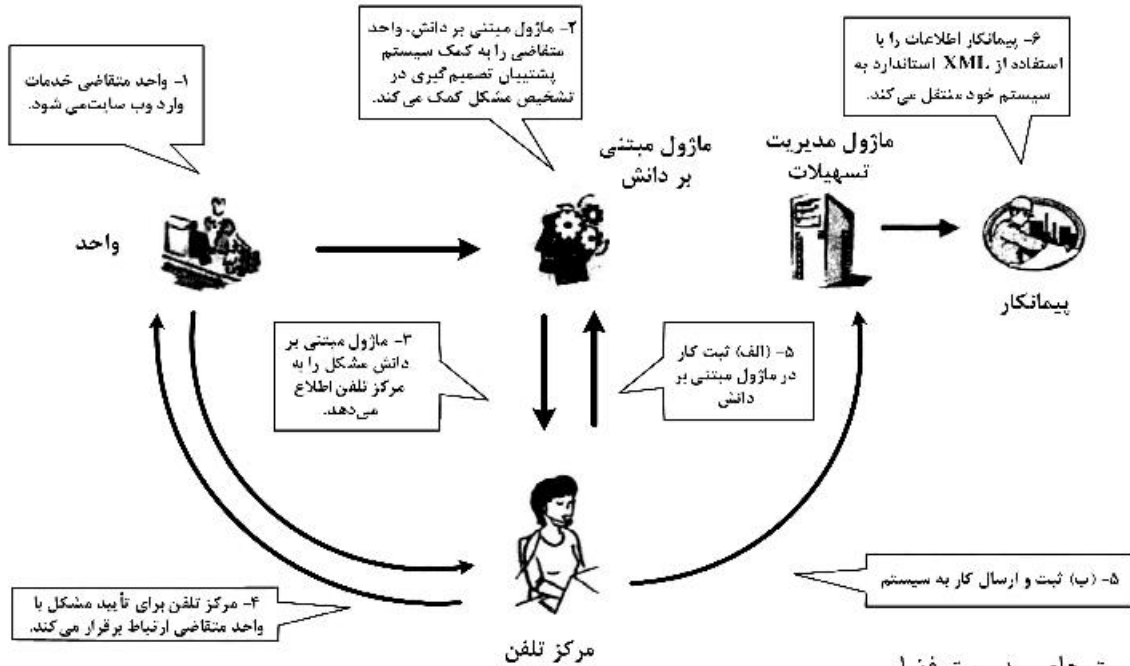 ۱- واحد متقاضی خدمات
وارد وب سایت می شود.
۲- ماژول مبتنی بر دانش، واحد
متقاضی را به کمک سیستم
پشتیبان تصمیم گیری در
تشخیص مشکل کمک می کند.
۶- پیمانکار اطلاعات را با
استفاده از XML استاندارد به
سیستم خود منتقل می کند.
ماژول مبتنی
بر دانش
ماژول مدیریت
تسهیلات
واحد
پیمانکار
۳- ماژول مبتنی بر
دانش مشکل را به
مرکز تلفن اطلاع
می‌دهد.
۵- (الف) ثبت کار
در ماژول مبتنی بر
دانش
۵- (ب) ثبت و ارسال کار به سیستم
۴- مرکز تلفن برای تأیید مشکل با
واحد متقاضی ارتباط برقرار می کند.
مرکز تلفن